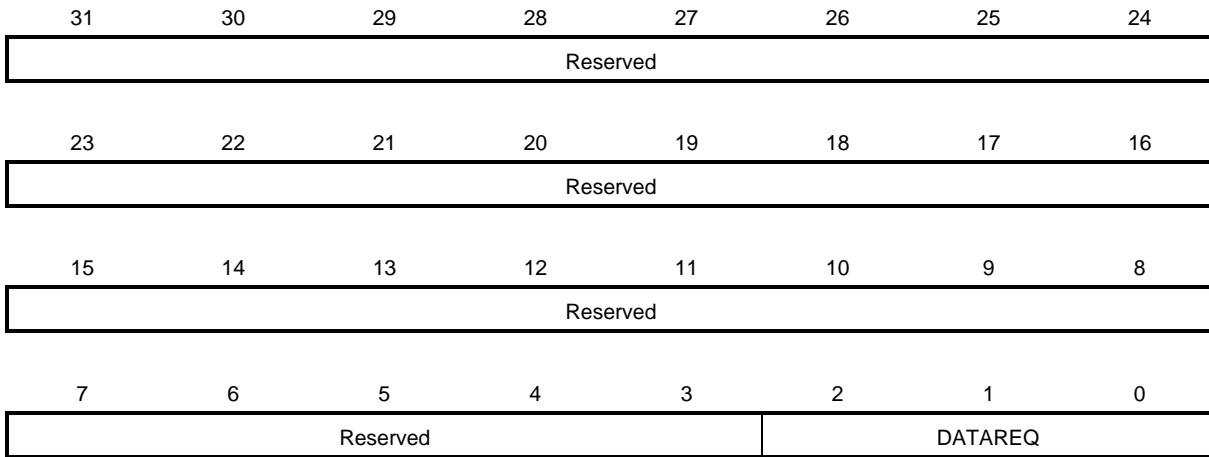 31 30 29 28 27 26 25 24
Reserved
23 22 21 20 19 18 17 16
Reserved
15 14 13 12 11 10 9 8
Reserved
7 6 5 4 3 2 1 0
Reserved DATAREQ